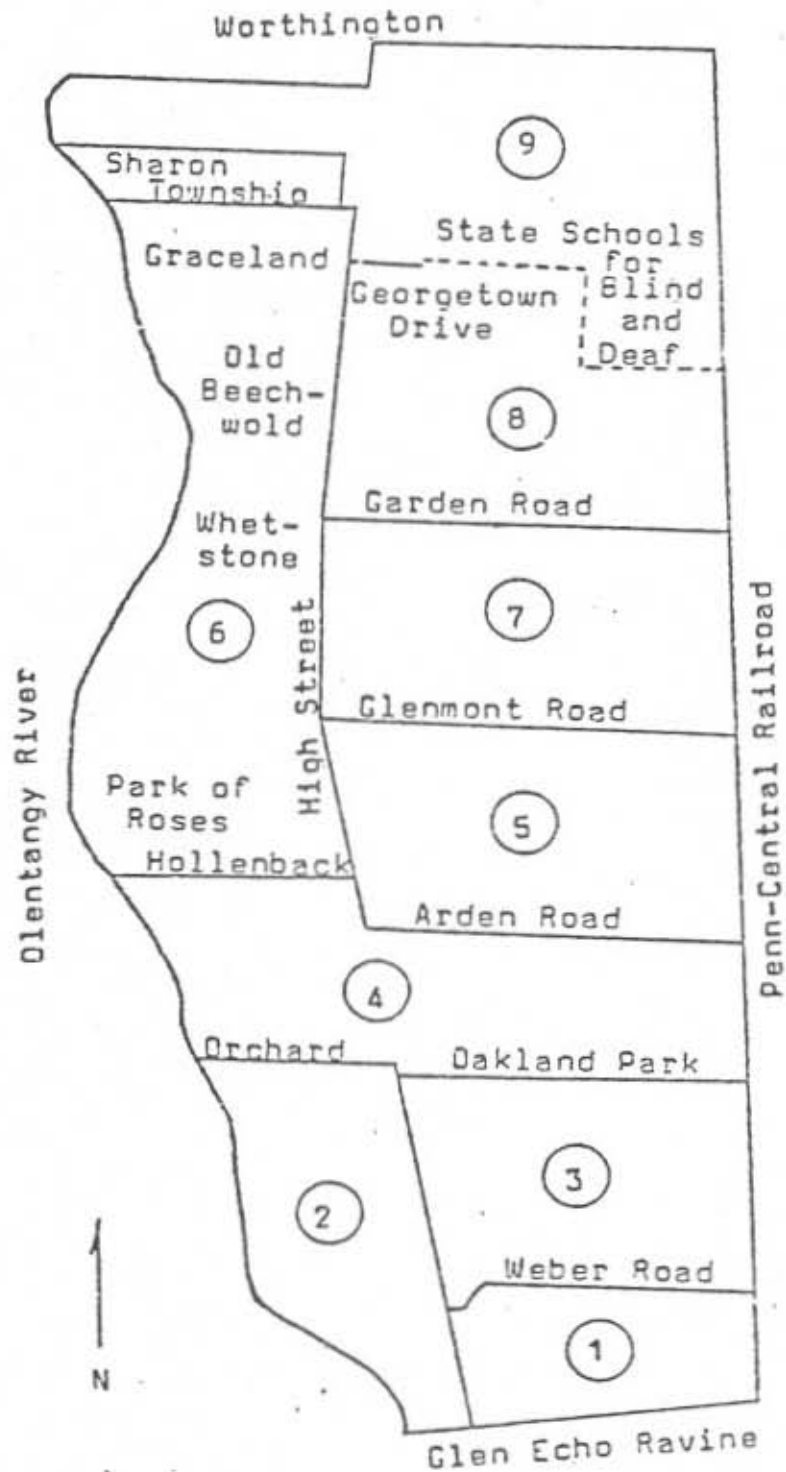 Worthington
9
Sharon
Township
State Schools
for
Blind
and
Deaf
Graceland
Georgetown
Drive
Old
Beech-
wold
8
Garden Road
Whet-
stone
6
7
High Street
Glenmont Road
Olentangy River
Penn-Central Railroad
Park of
Roses
5
Hollenback
Arden Road
4
Orchard
Oakland Park
3
2
Weber Road
1
N
Glen Echo Ravine